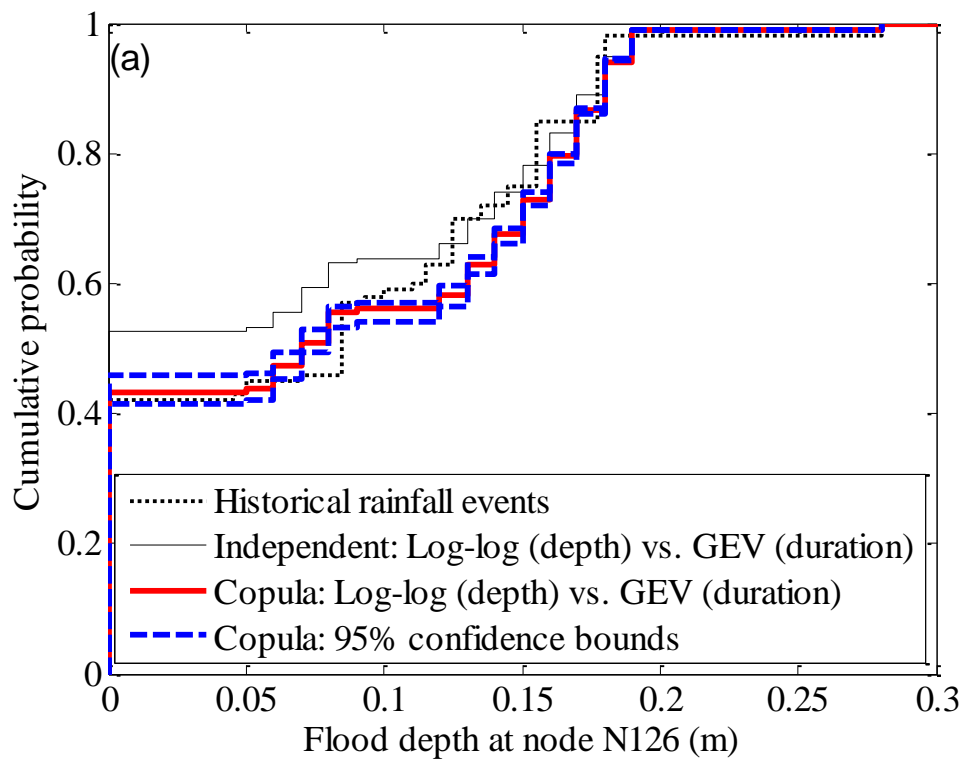 (a)
1
0.8
0.6
0.4
0.2
0
Cumulative probability
Historical rainfall events
Independent: Log-log (depth) vs. GEV (duration)
Copula: Log-log (depth) vs. GEV (duration)
Copula: 95% confidence bounds
0 0.05 0.1 0.15 0.2 0.25 0.3
Flood depth at node N126 (m)